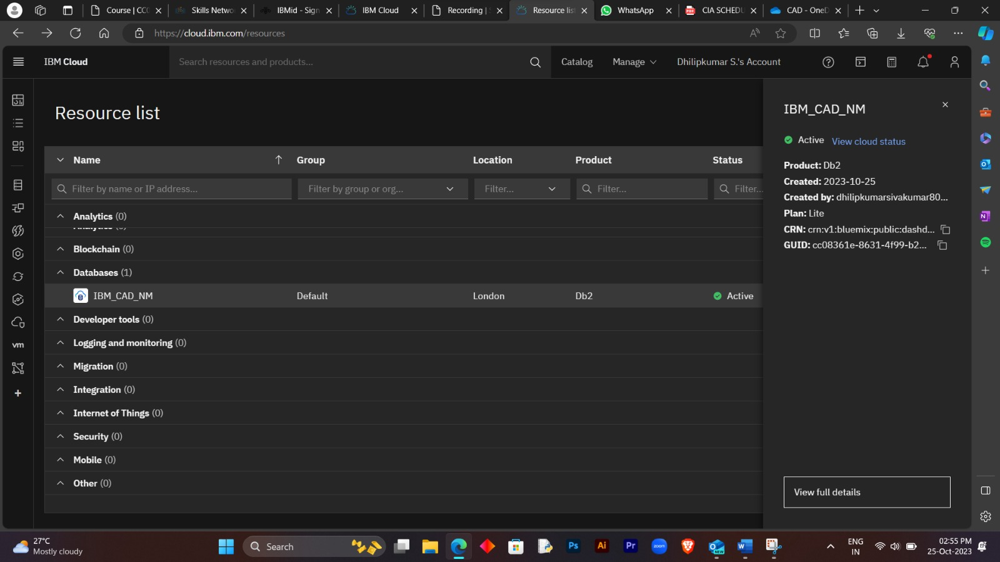 Course | CC
Skills Netwo
IBMid - Sign
IBM Cloud
Recording |
Resource lis
WhatsApp
CIA SCHEDU
CAD - OneD
https://cloud.ibm.com/resources
IBM Cloud
Search resources and products...
Catalog
Manage
Dhilipkumar S.'s Account
Resource list
Name
Group
Location
Product
Status
Filter by name or IP address...
Filter by group or org...
Filter...
Filter...
Filter...
Analytics (0)
Blockchain (0)
Databases (1)
IBM_CAD_NM
Default
London
Db2
Active
Developer tools (0)
Logging and monitoring (0)
Migration (0)
Integration (0)
Internet of Things (0)
Security (0)
Mobile (0)
Other (0)
vm
IBM_CAD_NM
Active View cloud status
Product: Db2
Created: 2023-10-25
Created by: dhilipkumarsivakumar80...
Plan: Lite
CRN: crn:v1:bluemix:public:dashd...
GUID: cc08361e-8631-4f99-b2...
View full details
27°C
Mostly cloudy
Search
Ps
Ai
Pr
zoom
NEW
W
ENG
IN
02:55 PM
25-Oct-2023